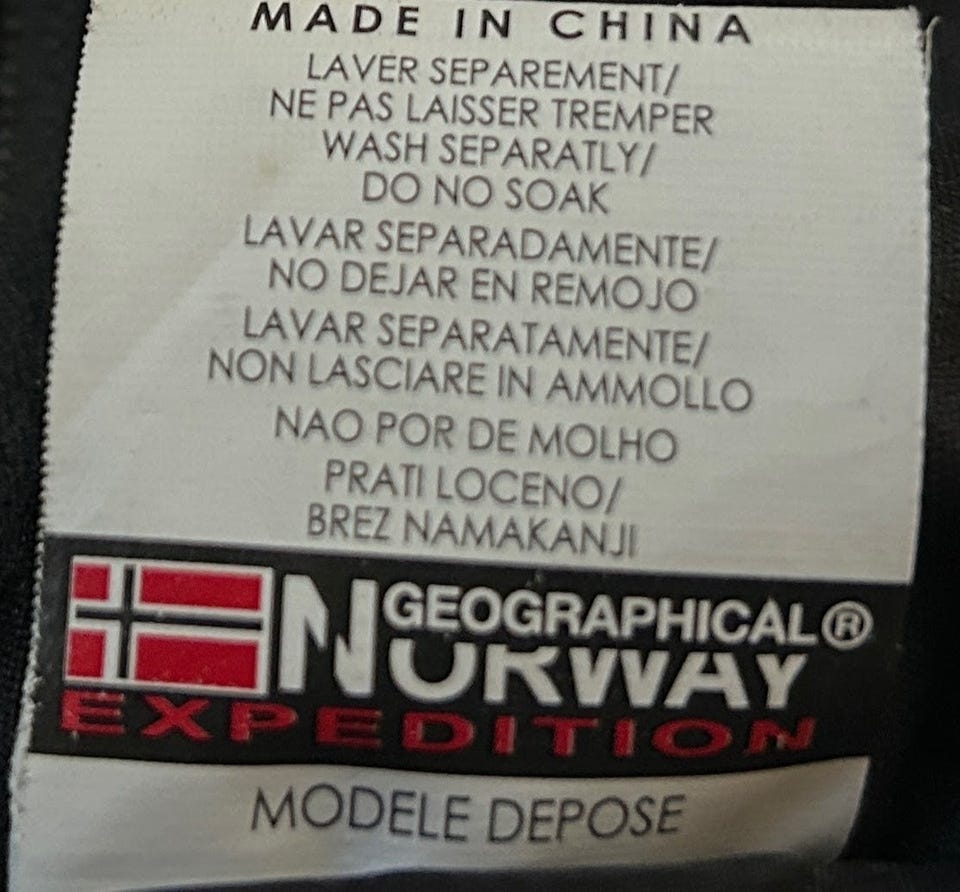 MADE IN CHINA
LAVER SEPAREMENT/
NE PAS LAISSER TREMPER
WASH SEPARATLY/
DO NO SOAK
LAVAR SEPARADAMENTE/
NO DEJAR EN REMOJO
LAVAR SEPARATAMENTE/
NON LASCIARE IN AMMOLLO
NAO POR DE MOLHO
PRATI LOCENO/
BREZ NAMAKANJI
GEOGRAPHICAL®
NORWAY
EXPEDITION
MODELE DEPOSE